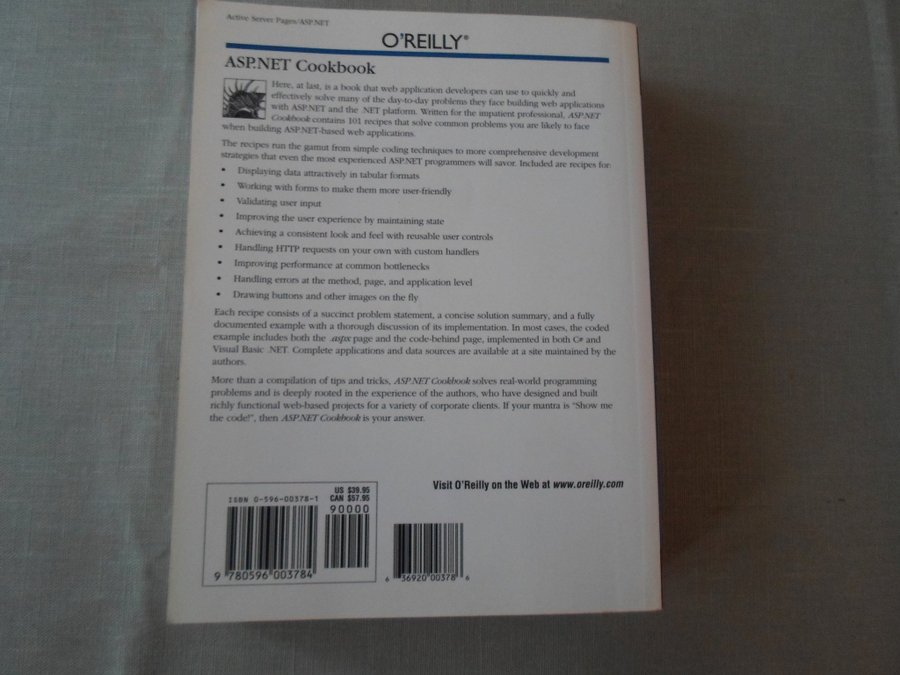 Active Server Pages/ASP.NET
O'REILLY®
ASP.NET Cookbook
Here, at last, is a book that web application developers can use to quickly and
effectively solve many of the day-to-day problems they face building web applications
with ASP.NET and the .NET platform. Written for the impatient professional, ASP.NET
Cookbook contains 101 recipes that solve common problems you are likely to face
when building ASP.NET-based web applications.
The recipes run the gamut from simple coding techniques to more comprehensive development
strategies that even the most experienced ASP.NET programmers will savor. Included are recipes for:
• Displaying data attractively in tabular formats
• Working with forms to make them more user-friendly
• Validating user input
• Improving the user experience by maintaining state
• Achieving a consistent look and feel with reusable user controls
• Handling HTTP requests on your own with custom handlers
• Improving performance at common bottlenecks
• Handling errors at the method, page, and application level
• Drawing buttons and other images on the fly
Each recipe consists of a succinct problem statement, a concise solution summary, and a fully
documented example with a thorough discussion of its implementation. In most cases, the coded
example includes both the .aspx page and the code-behind page, implemented in both C# and
Visual Basic .NET. Complete applications and data sources are available at a site maintained by the
authors.
More than a compilation of tips and tricks, ASP.NET Cookbook solves real-world programming
problems and is deeply rooted in the experience of the authors, who have designed and built
richly functional web-based projects for a variety of corporate clients. If your mantra is "Show me
the code!", then ASP.NET Cookbook is your answer.
Visit O'Reilly on the Web at www.oreilly.com
US $39.95
ISBN 0-596-00378-1 CAN $57.95
90000
9 780596 003784
6 36920 00378 6